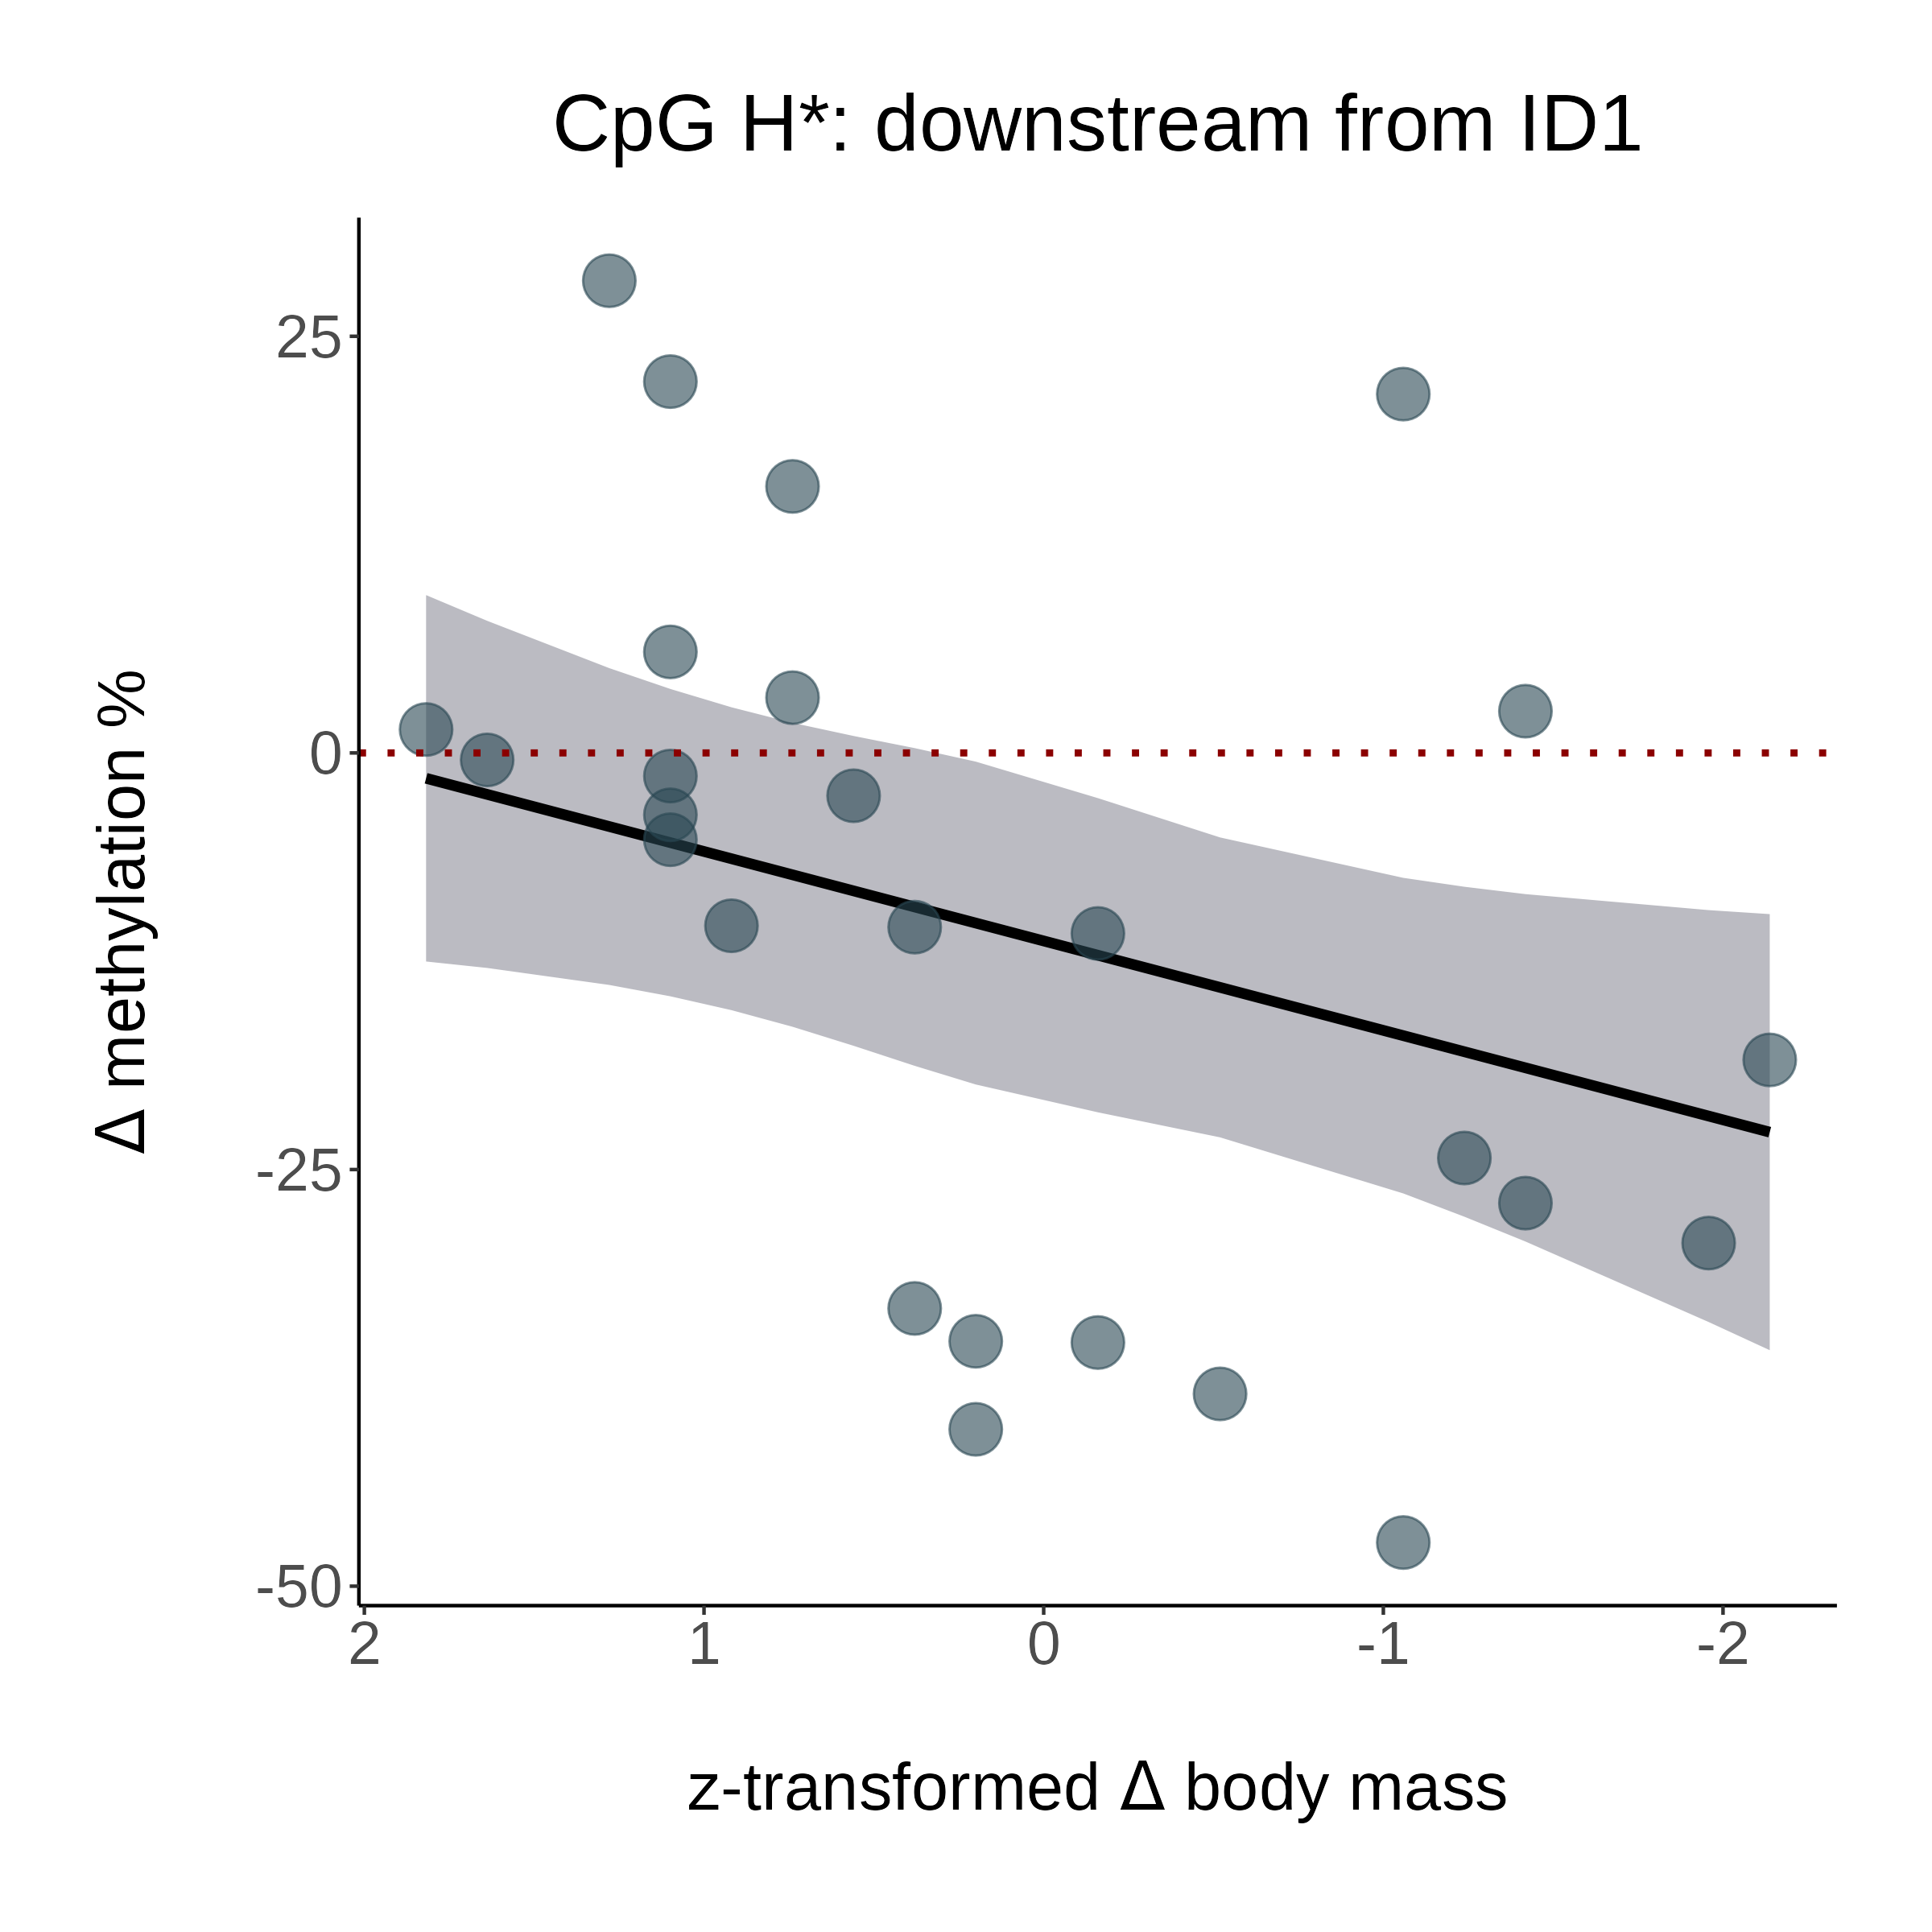 CpG H*: downstream from ID1
25
0
-25
-50
Δ methylation %
2 1 0 -1 -2
z-transformed Δ body mass